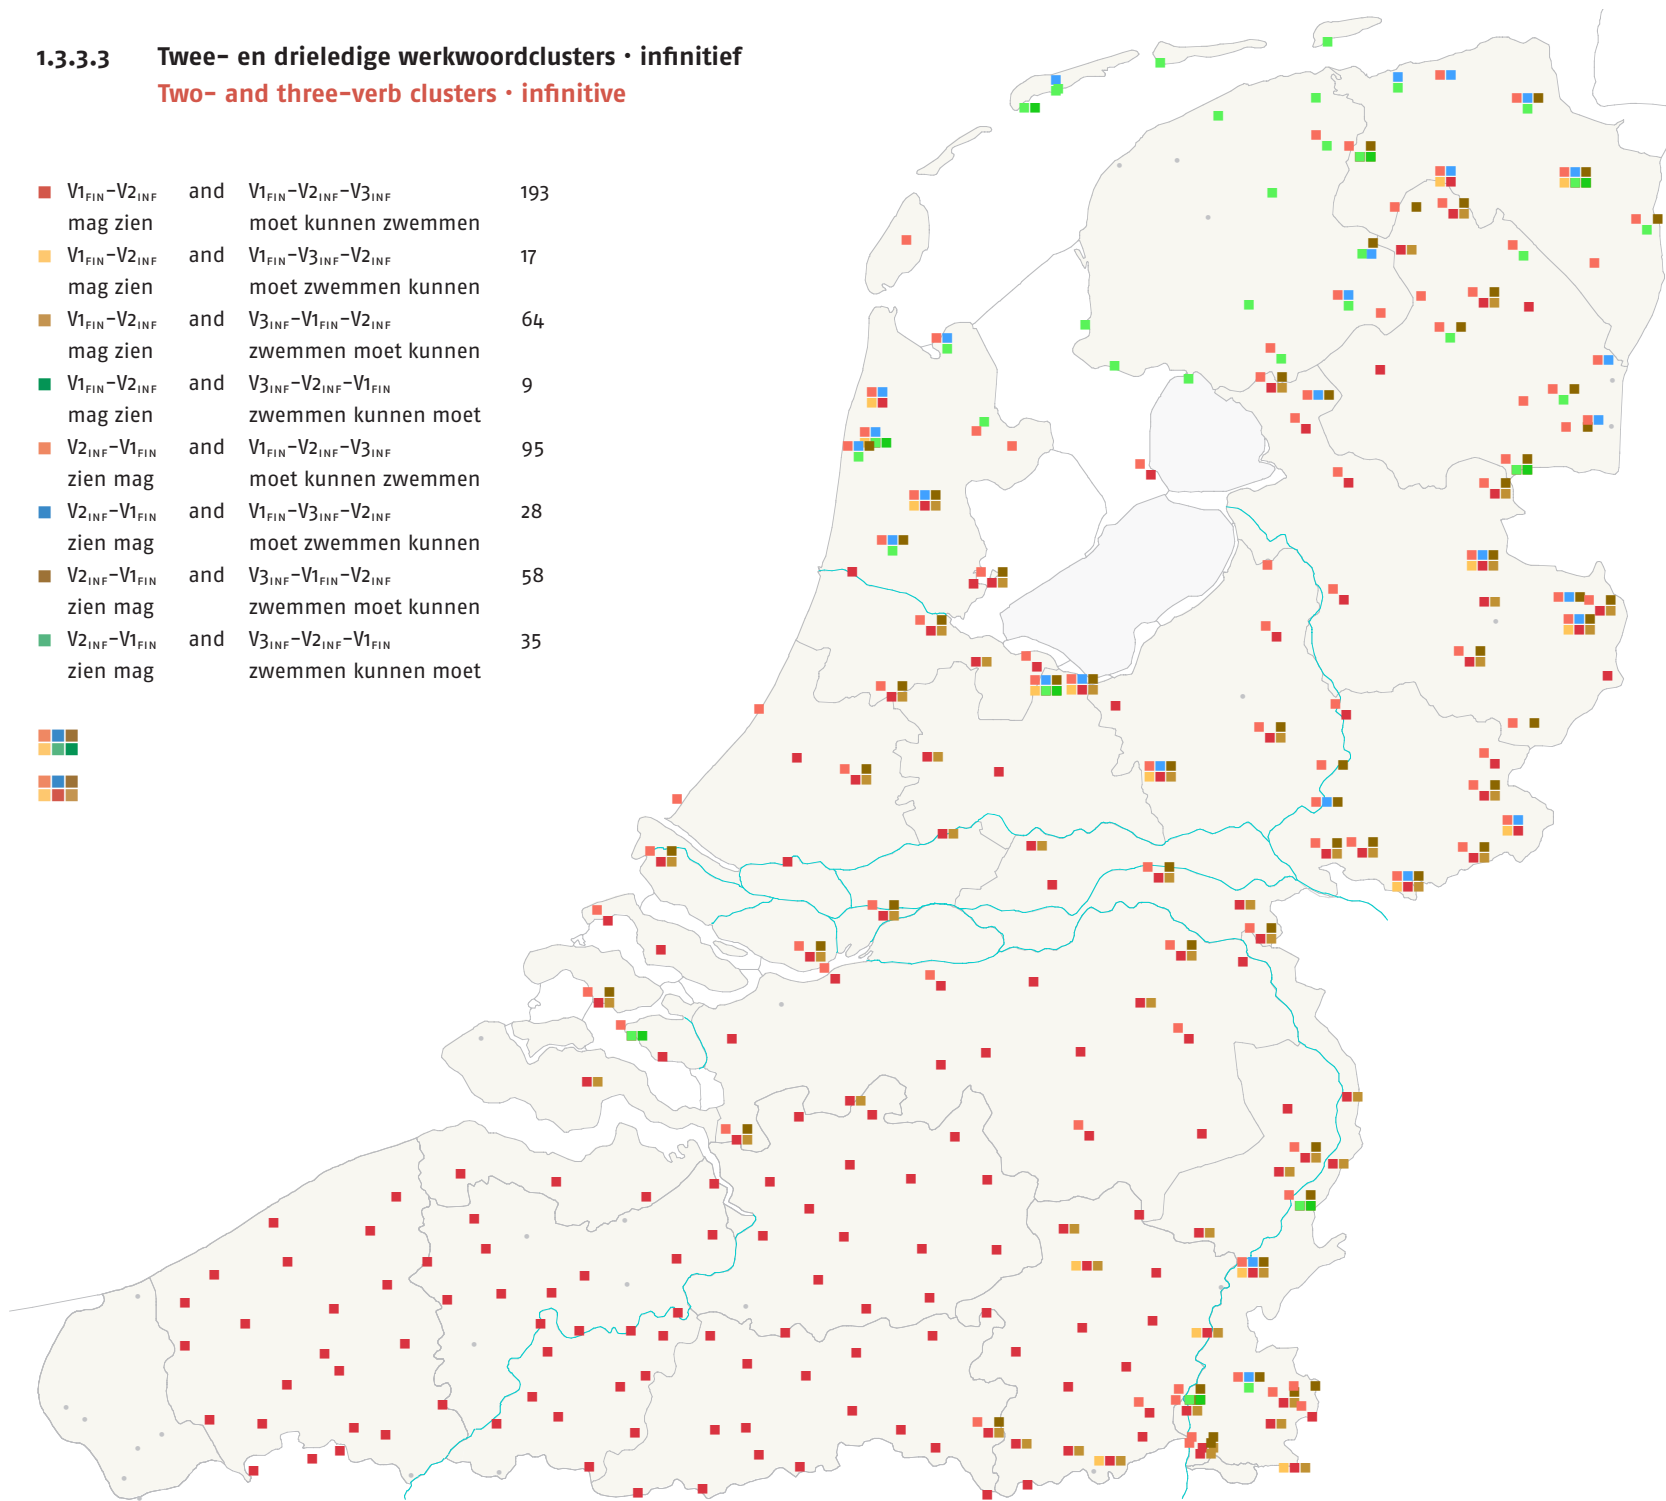 1.3.3.3 Twee- en drieledige werkwoordclusters · infinitief
Two- and three-verb clusters · infinitive
V1FIN-V2INF and V1FIN-V2INF-V3INF 193
mag zien moet kunnen zwemmen
V1FIN-V2INF and V1FIN-V3INF-V2INF 17
mag zien moet zwemmen kunnen
V1FIN-V2INF and V3INF-V1FIN-V2INF 64
mag zien zwemmen moet kunnen
V1FIN-V2INF and V3INF-V2INF-V1FIN 9
mag zien zwemmen kunnen moet
V2INF-V1FIN and V1FIN-V2INF-V3INF 95
zien mag moet kunnen zwemmen
V2INF-V1FIN and V1FIN-V3INF-V2INF 28
zien mag moet zwemmen kunnen
V2INF-V1FIN and V3INF-V1FIN-V2INF 58
zien mag zwemmen moet kunnen
V2INF-V1FIN and V3INF-V2INF-V1FIN 35
zien mag zwemmen kunnen moet